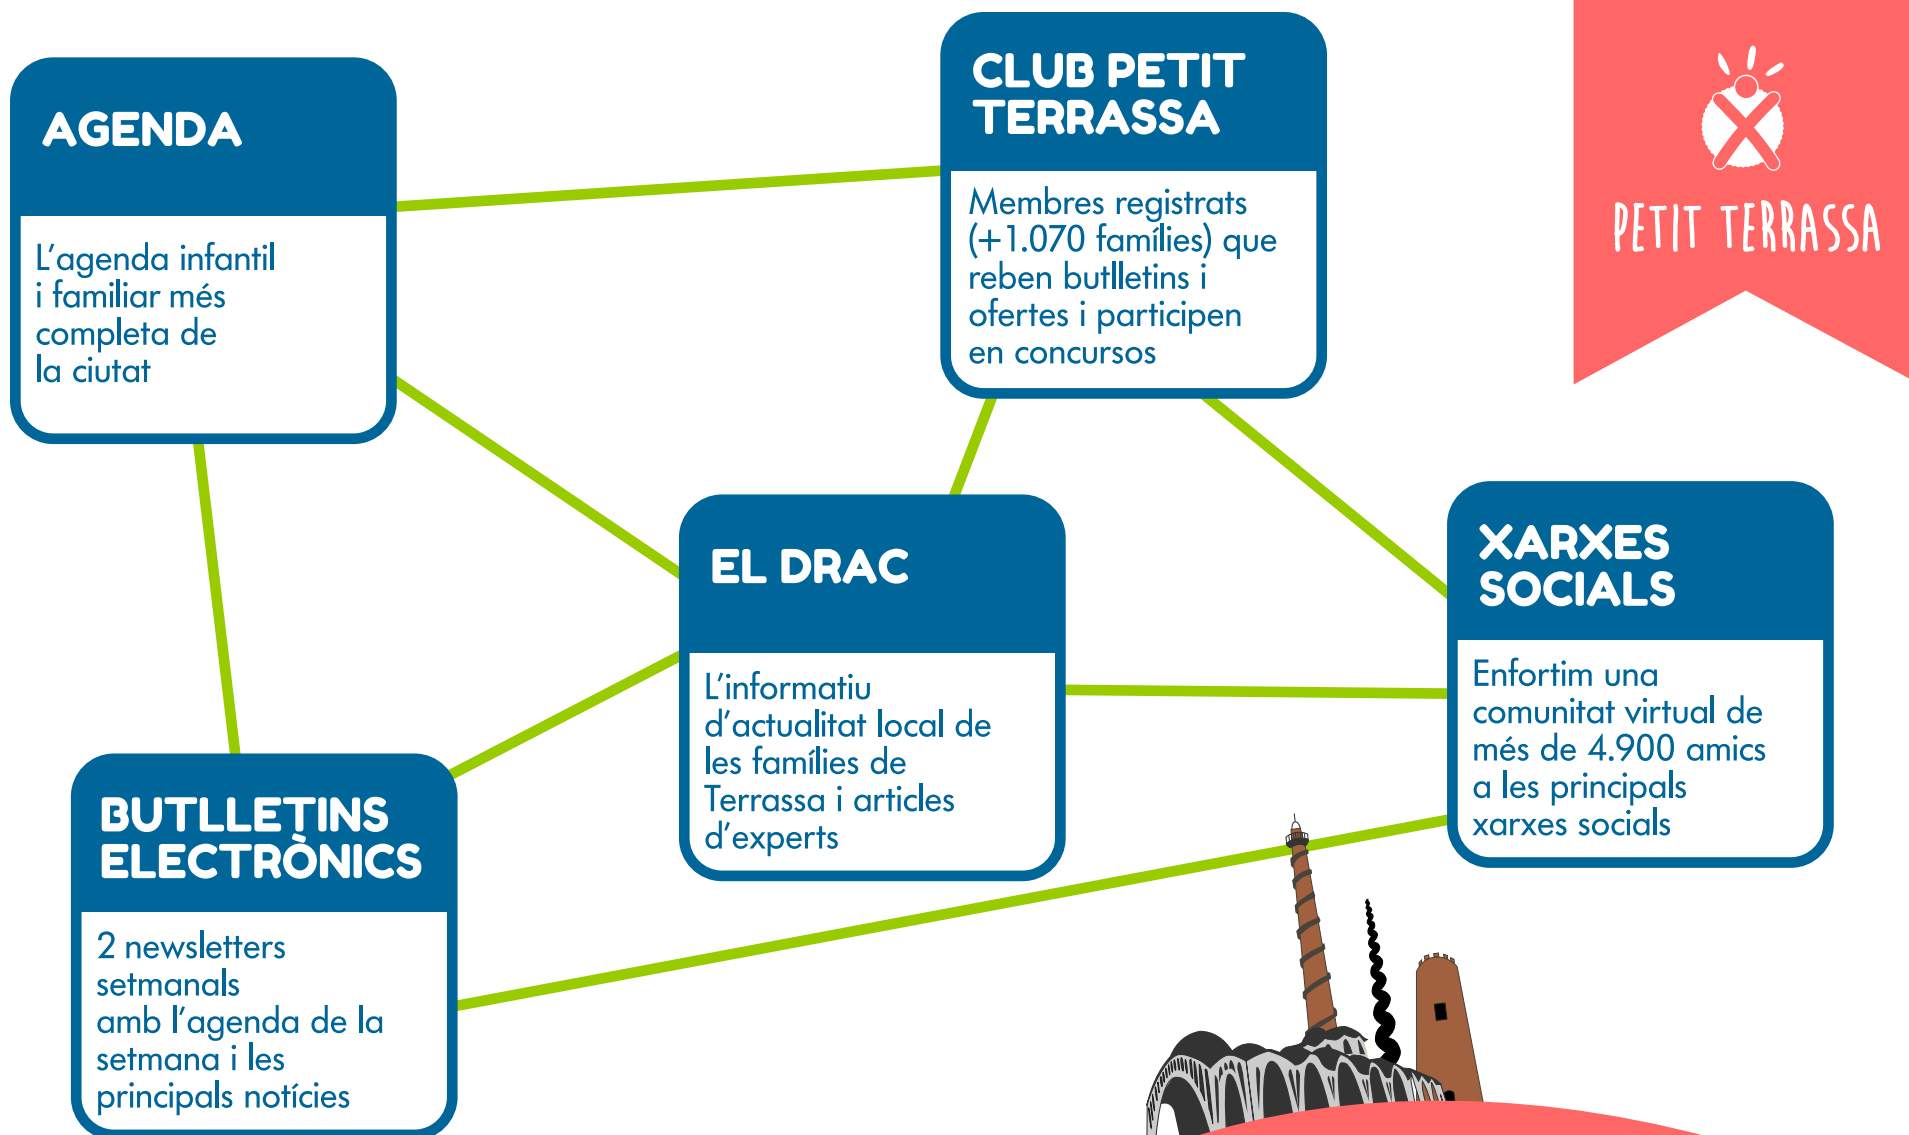 AGENDA
L'agenda infantil
i familiar més
completa de
la ciutat
CLUB PETIT
TERRASSA
Membres registrats
(+1.070 famílies) que
reben butlletins i
ofertes i participen
en concursos
PETIT TERRASSA
EL DRAC
L'informatiu
d'actualitat local de
les famílies de
Terrassa i articles
d'experts
XARXES
SOCIALS
Enfortim una
comunitat virtual de
més de 4.900 amics
a les principals
xarxes socials
BUTLLETINS
ELECTRÒNICS
2 newsletters
setmanals
amb l'agenda de la
setmana i les
principals notícies